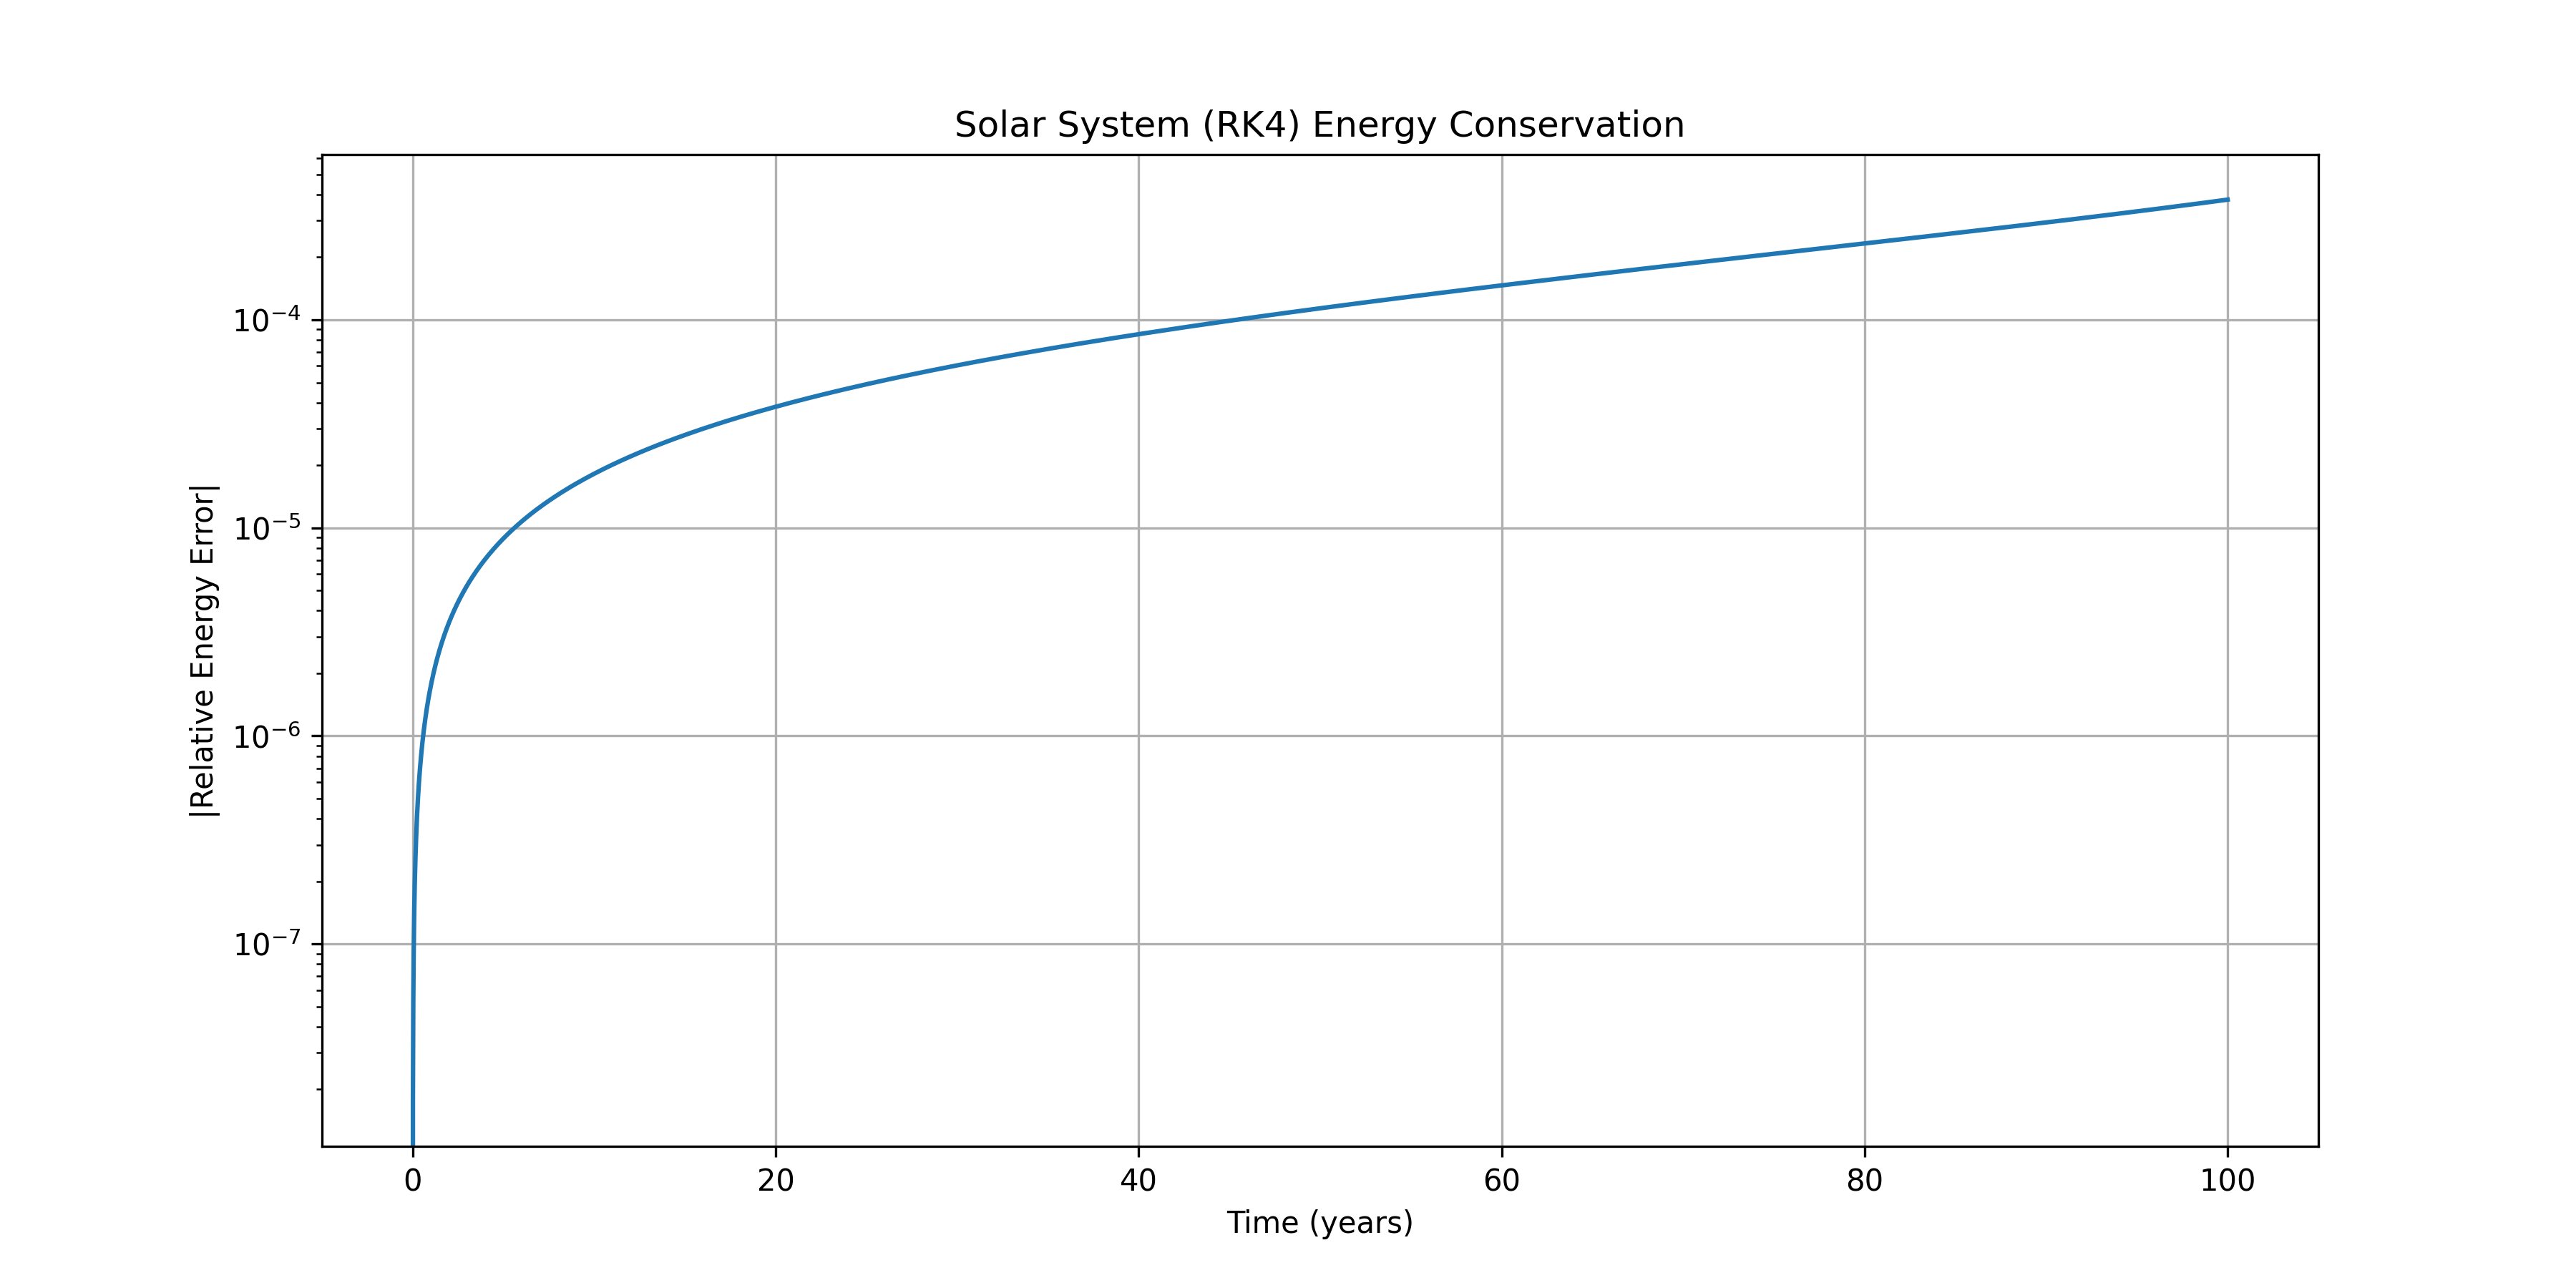 Solar System (RK4) Energy Conservation
|Relative Energy Error|
10⁻⁴
10⁻⁵
10⁻⁶
10⁻⁷
0 20 40 60 80 100
Time (years)